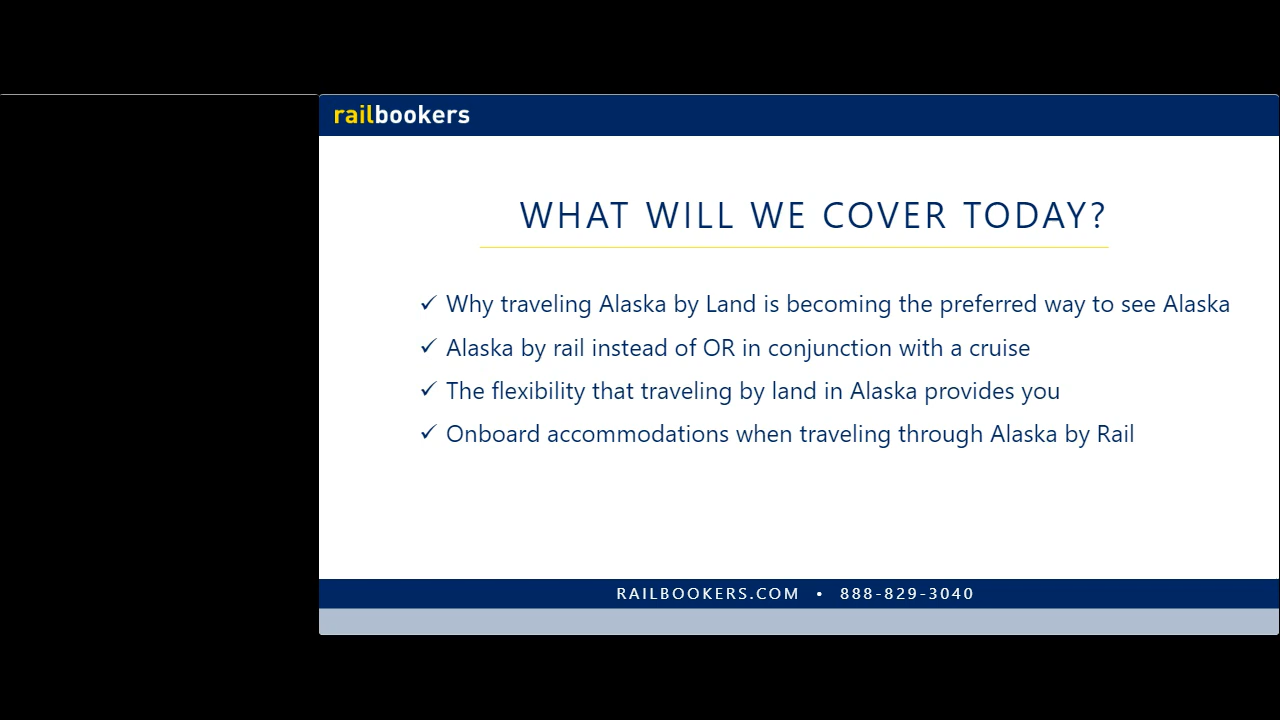 railbookers
WHAT WILL WE COVER TODAY?
✓ Why traveling Alaska by Land is becoming the preferred way to see Alaska
✓ Alaska by rail instead of OR in conjunction with a cruise
✓ The flexibility that traveling by land in Alaska provides you
✓ Onboard accommodations when traveling through Alaska by Rail
RAILBOOKERS.COM • 888-829-3040